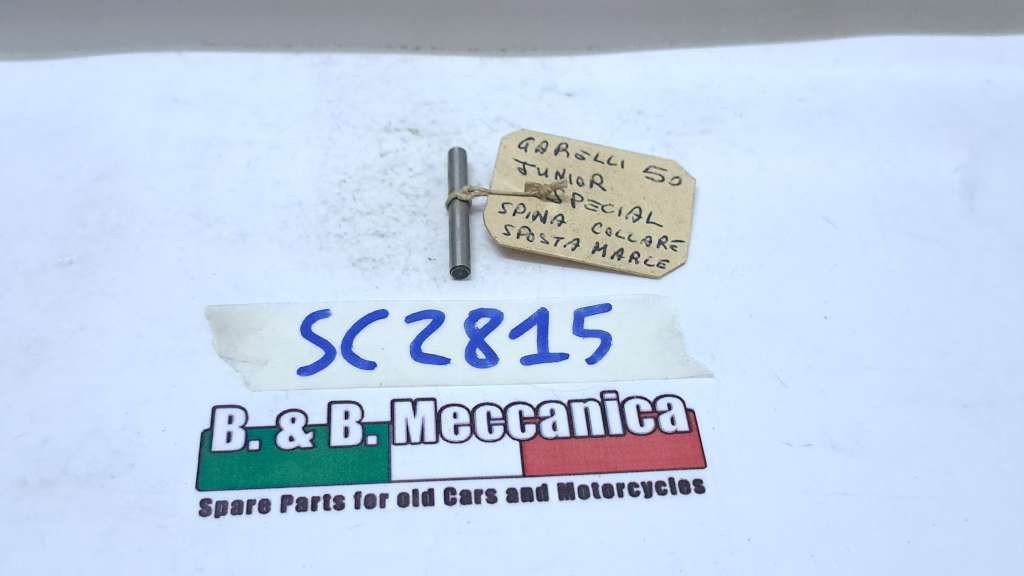 GARELLI 50
JUNIOR
SPECIAL
SPINA COLLARE
SPOSTA MARCE
SC2815
B. & B. Meccanica
Spare Parts for old Cars and Motorcycles